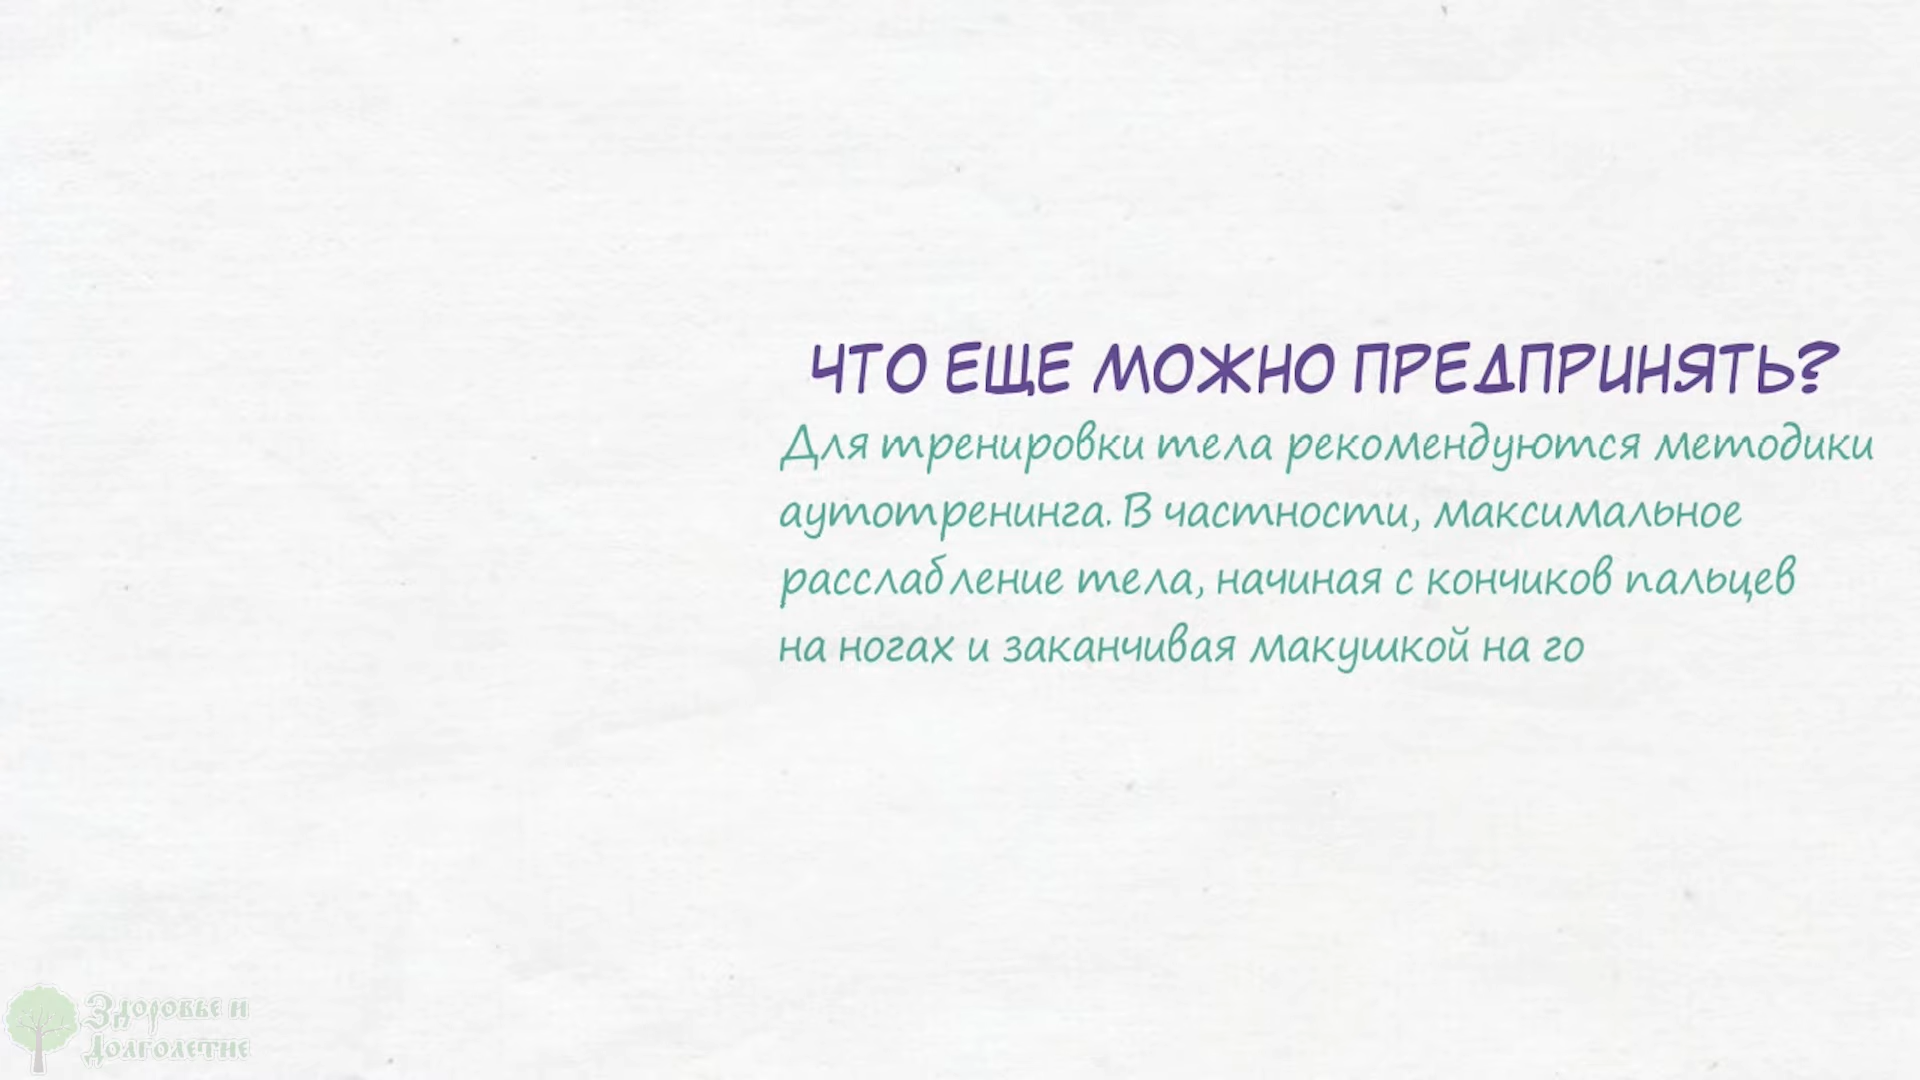 ЧТО ЕЩЕ МОЖНО ПРЕДПРИНЯТЬ?
Для тренировки тела рекомендуются методики
аутотренинга. В частности, максимальное
расслабление тела, начиная с кончиков пальцев
на ногах и заканчивая макушкой на го
Здоровье и
Долголетие